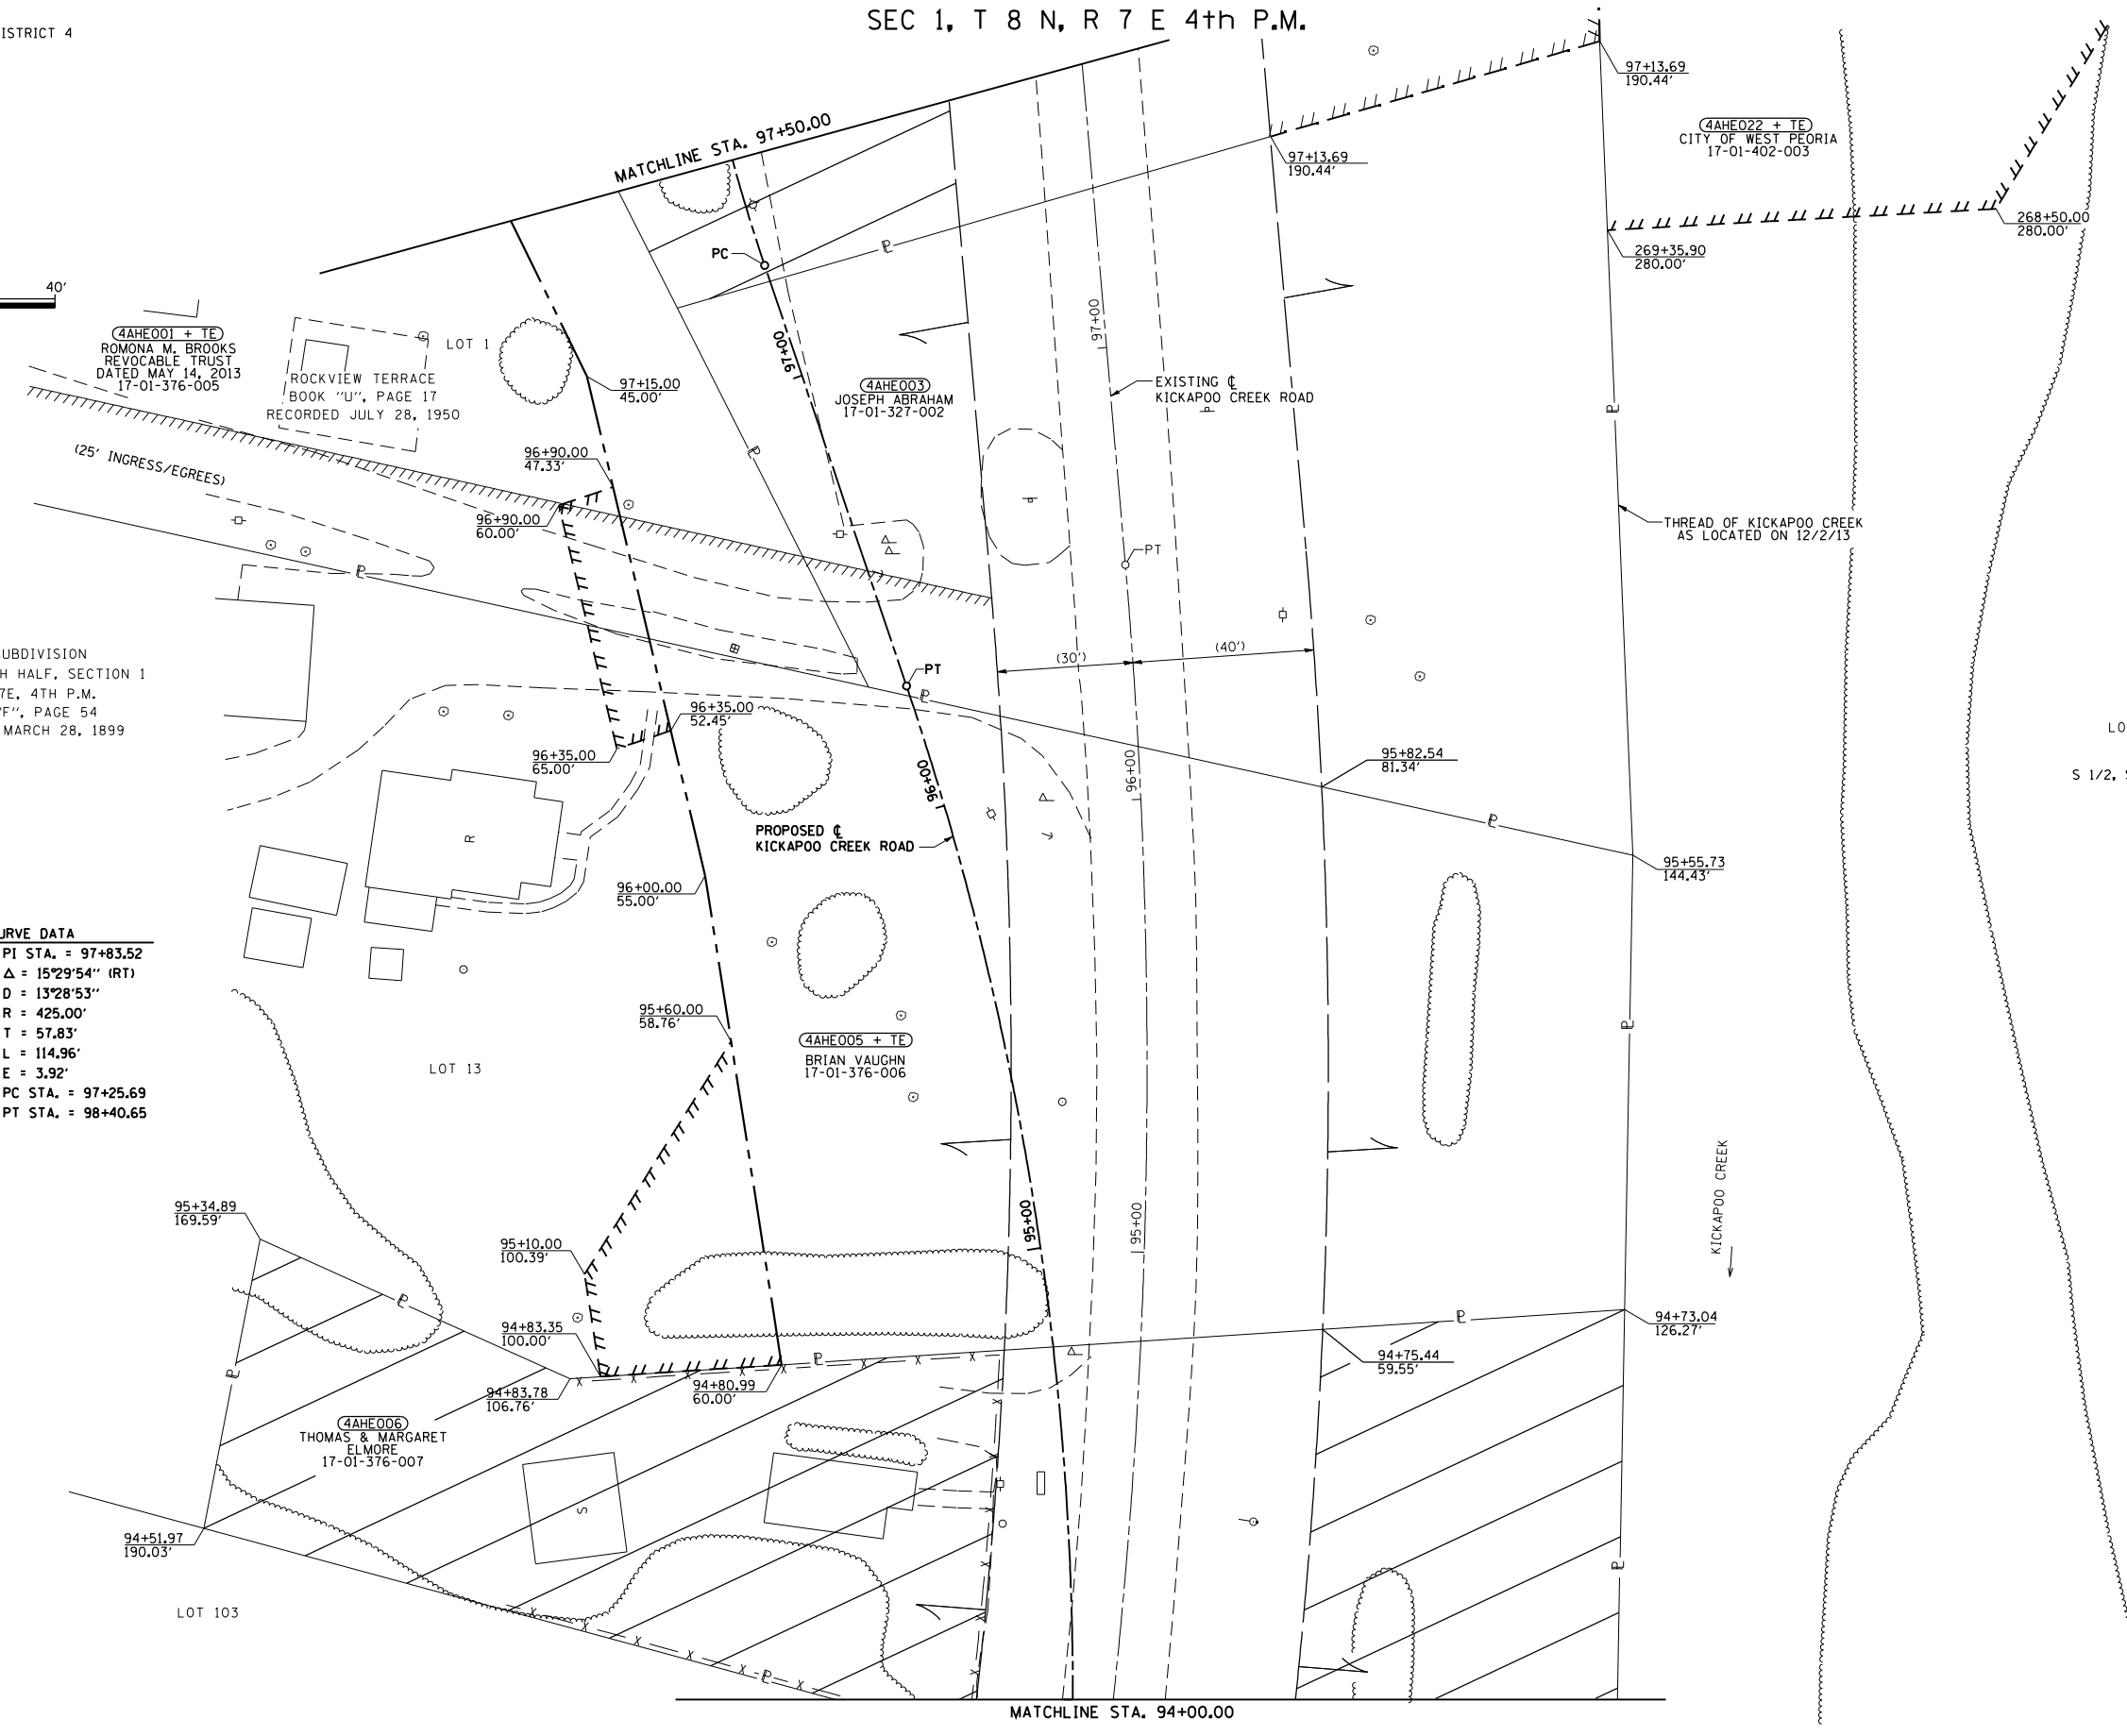 SEC 1, T 8 N, R 7 E 4th P.M.
ISTRICT 4
97+13.69
190.44'
4AHE022 + TE
CITY OF WEST PEORIA
17-01-402-003
MATCHLINE STA. 97+50.00
97+13.69
190.44'
268+50.00
280.00'
269+35.90
280.00'
PC
40'
4AHE001 + TE
ROMONA M. BROOKS
REVOCABLE TRUST
DATED MAY 14, 2013
17-01-376-005
LOT 1
ROCKVIEW TERRACE
BOOK "U", PAGE 17
RECORDED JULY 28, 1950
97+15.00
45.00'
97+00
97+00
4AHE003
JOSEPH ABRAHAM
17-01-327-002
EXISTING ℄
KICKAPOO CREEK ROAD
(25' INGRESS/EGREES)
96+90.00
47.33'
96+90.00
60.00'
THREAD OF KICKAPOO CREEK
AS LOCATED ON 12/2/13
PT
(30')
(40')
PT
UBDIVISION
H HALF, SECTION 1
7E, 4TH P.M.
"F", PAGE 54
MARCH 28, 1899
96+35.00
52.45'
96+35.00
65.00'
95+82.54
81.34'
LO
S 1/2,
96+00
96+00
PROPOSED ℄
KICKAPOO CREEK ROAD
R
95+55.73
144.43'
96+00.00
55.00'
URVE DATA
PI STA. = 97+83.52
Δ = 15°29'54" (RT)
D = 13°28'53"
R = 425.00'
T = 57.83'
L = 114.96'
E = 3.92'
PC STA. = 97+25.69
PT STA. = 98+40.65
95+60.00
58.76'
4AHE005 + TE
BRIAN VAUGHN
17-01-376-006
LOT 13
95+34.89
169.59'
95+00
95+00
KICKAPOO CREEK
95+10.00
100.39'
94+83.35
100.00'
94+73.04
126.27'
94+75.44
59.55'
94+83.78
106.76'
94+80.99
60.00'
4AHE006
THOMAS & MARGARET
ELMORE
17-01-376-007
S
94+51.97
190.03'
LOT 103
MATCHLINE STA. 94+00.00